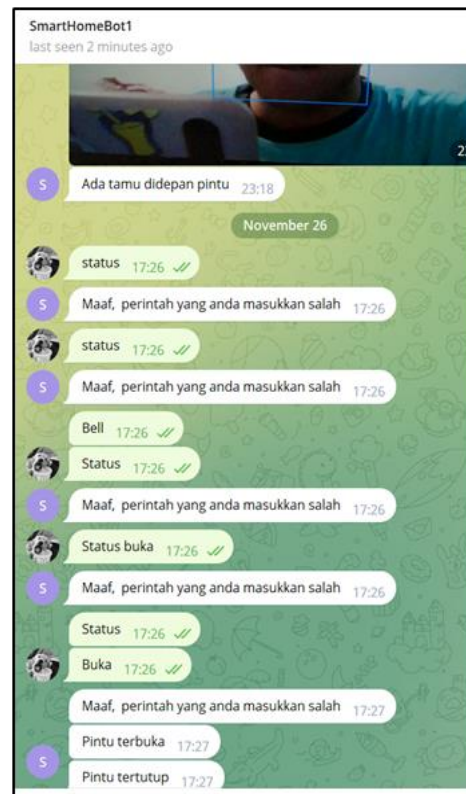 SmartHomeBot1
last seen 2 minutes ago
Ada tamu didepan pintu 23:18
November 26
status 17:26
Maaf, perintah yang anda masukkan salah 17:26
status 17:26
Maaf, perintah yang anda masukkan salah 17:26
Bell 17:26
Status 17:26
Maaf, perintah yang anda masukkan salah 17:26
Status buka 17:26
Maaf, perintah yang anda masukkan salah 17:26
Status 17:26
Buka 17:26
Maaf, perintah yang anda masukkan salah 17:27
Pintu terbuka 17:27
Pintu tertutup 17:27